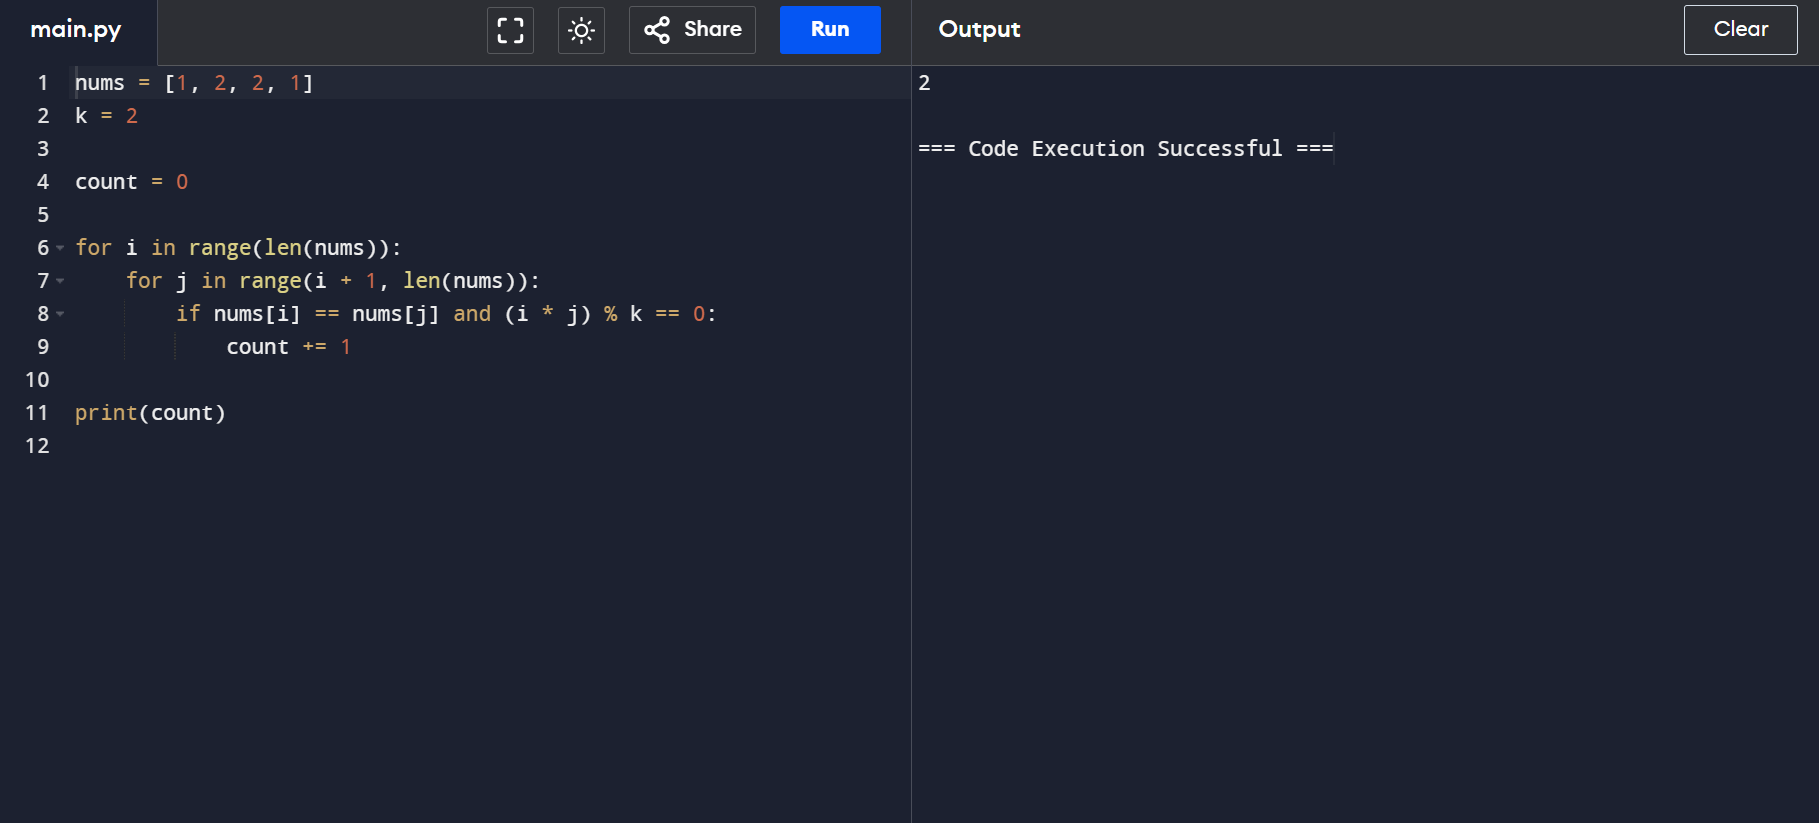 main.py
Share
Run
Output
Clear
1 nums = [1, 2, 2, 1]
2 k = 2
3
4 count = 0
5
6 for i in range(len(nums)):
7     for j in range(i + 1, len(nums)):
8         if nums[i] == nums[j] and (i * j) % k == 0:
9             count += 1
10
11 print(count)
12
2
=== Code Execution Successful ===